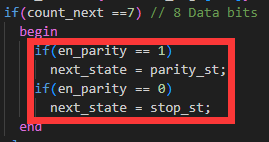 if(count_next ==7) // 8 Data bits
begin
if(en_parity == 1)
next_state = parity_st;
if(en_parity == 0)
next_state = stop_st;
end